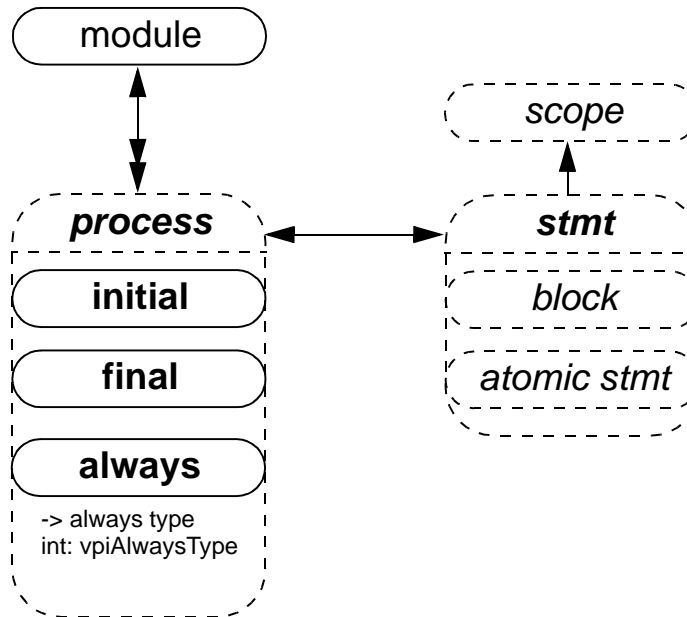 module
scope
process
stmt
initial
block
final
atomic stmt
always
-> always type
int: vpiAlwaysType